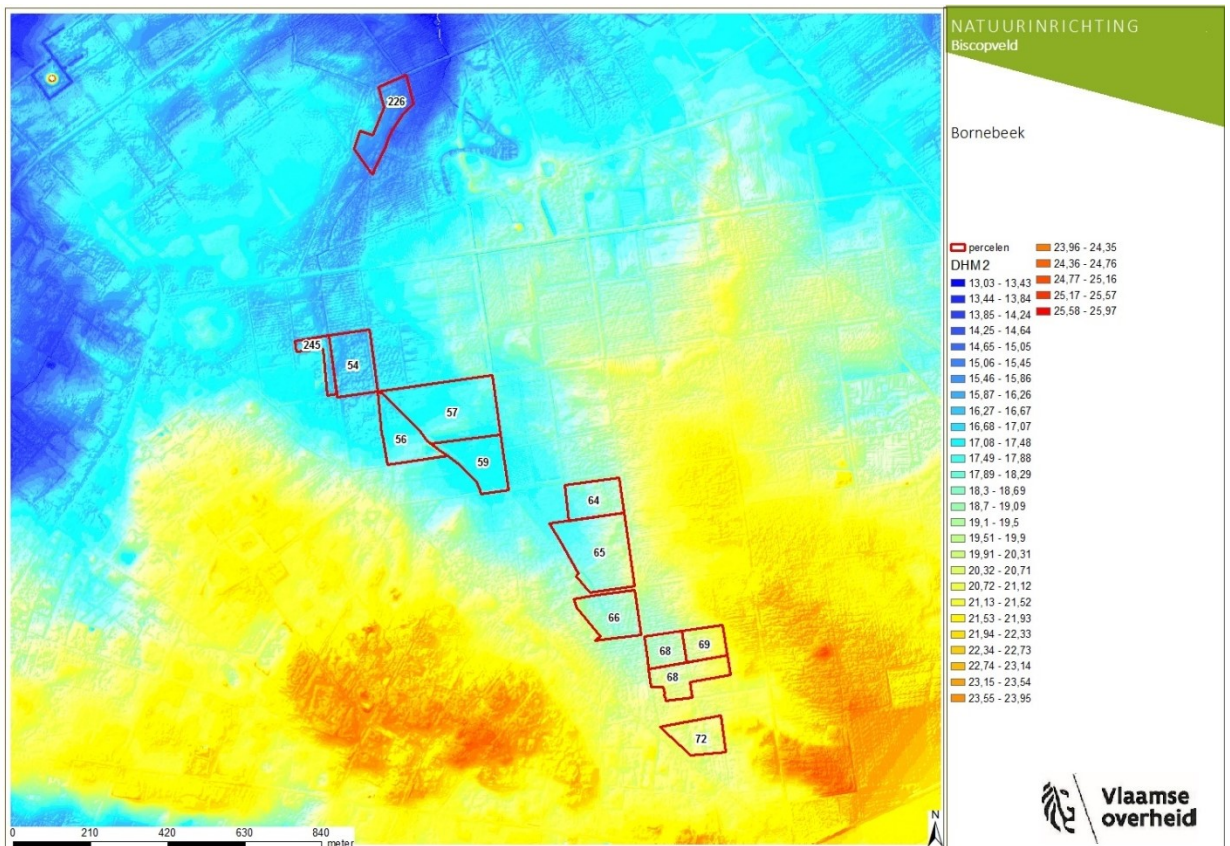 NATUURINRICHTING
Biscopveld
Bornebeek
percelen
DHM2
13,03 - 13,43
13,44 - 13,84
13,85 - 14,24
14,25 - 14,64
14,65 - 15,05
15,06 - 15,45
15,46 - 15,86
15,87 - 16,26
16,27 - 16,67
16,68 - 17,07
17,08 - 17,48
17,49 - 17,88
17,89 - 18,29
18,3 - 18,69
18,7 - 19,09
19,1 - 19,5
19,51 - 19,9
19,91 - 20,31
20,32 - 20,71
20,72 - 21,12
21,13 - 21,52
21,53 - 21,93
21,94 - 22,33
22,34 - 22,73
22,74 - 23,14
23,15 - 23,54
23,55 - 23,95
23,96 - 24,35
24,36 - 24,76
24,77 - 25,16
25,17 - 25,57
25,58 - 25,97
226
245
54
57
56
59
64
65
66
68
69
68
72
0 210 420 630 840
meter
N
Vlaamse
overheid